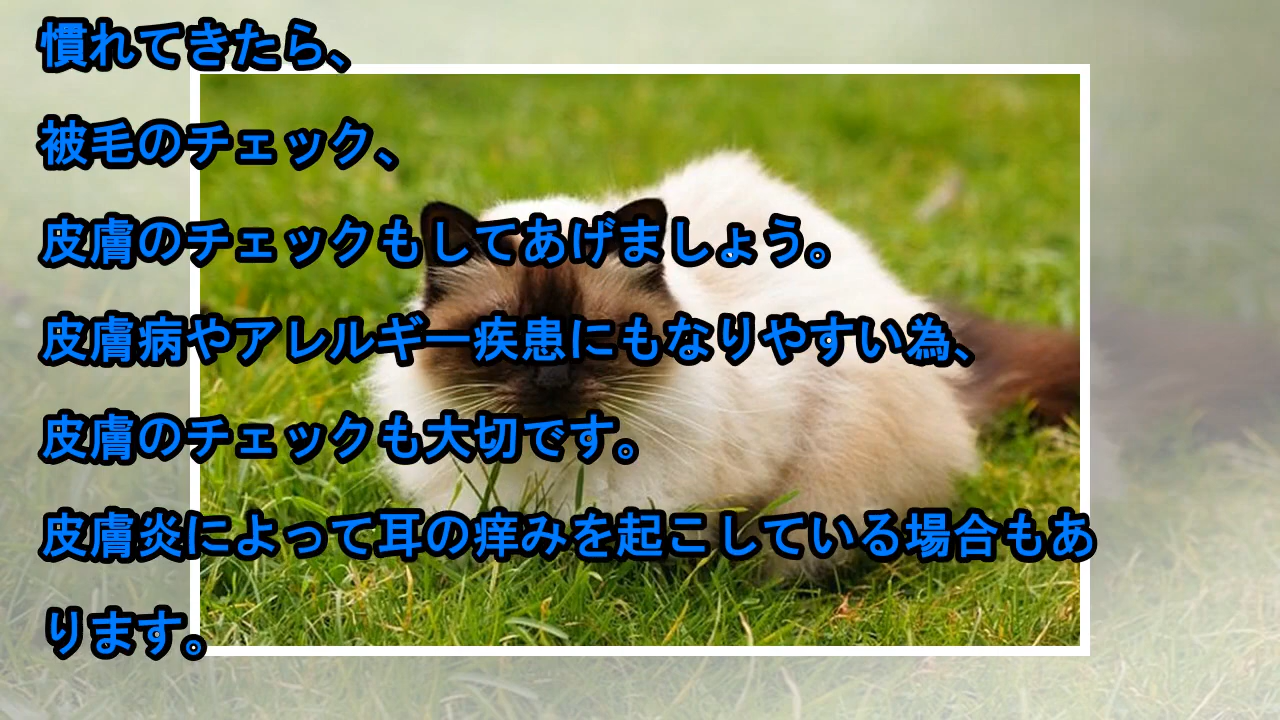 慣れてきたら、
被毛のチェック、
皮膚のチェックもしてあげましょう。
皮膚病やアレルギー疾患にもなりやすい為、
皮膚のチェックも大切です。
皮膚炎によって耳の痒みを起こしている場合もあ
ります。